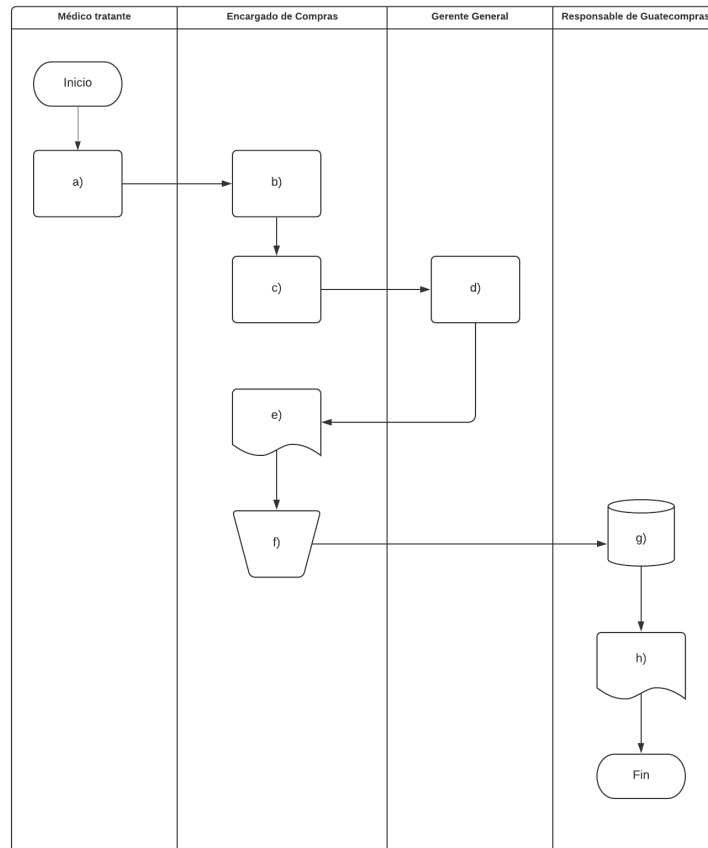 Médico tratante
Encargado de Compras
Gerente General
Responsable de Guatecompras
Inicio
a)
b)
c)
d)
e)
f)
g)
h)
Fin